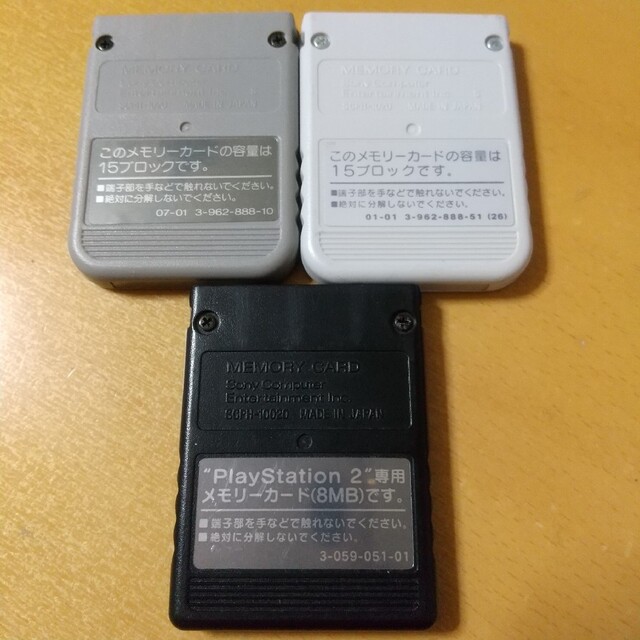 MEMORY CARD
このメモリーカードの容量は
15ブロックです。
■端子部を手などで触れないでください。
■絶対に分解しないでください。
07-01 3-962-888-10
MEMORY CARD
Sony Computer
このメモリーカードの容量は
15ブロックです。
■端子部を手などで触れないでください。
■絶対に分解しないでください。
01-01 3-962-888-51 (26)
MEMORY CARD
Sony Computer
Entertainment Inc.
SCPH-10020 MADE IN JAPAN
"PlayStation 2"専用
メモリーカード(8MB)です。
■端子部を手などで触れないでください。
■絶対に分解しないでください。
3-059-051-01